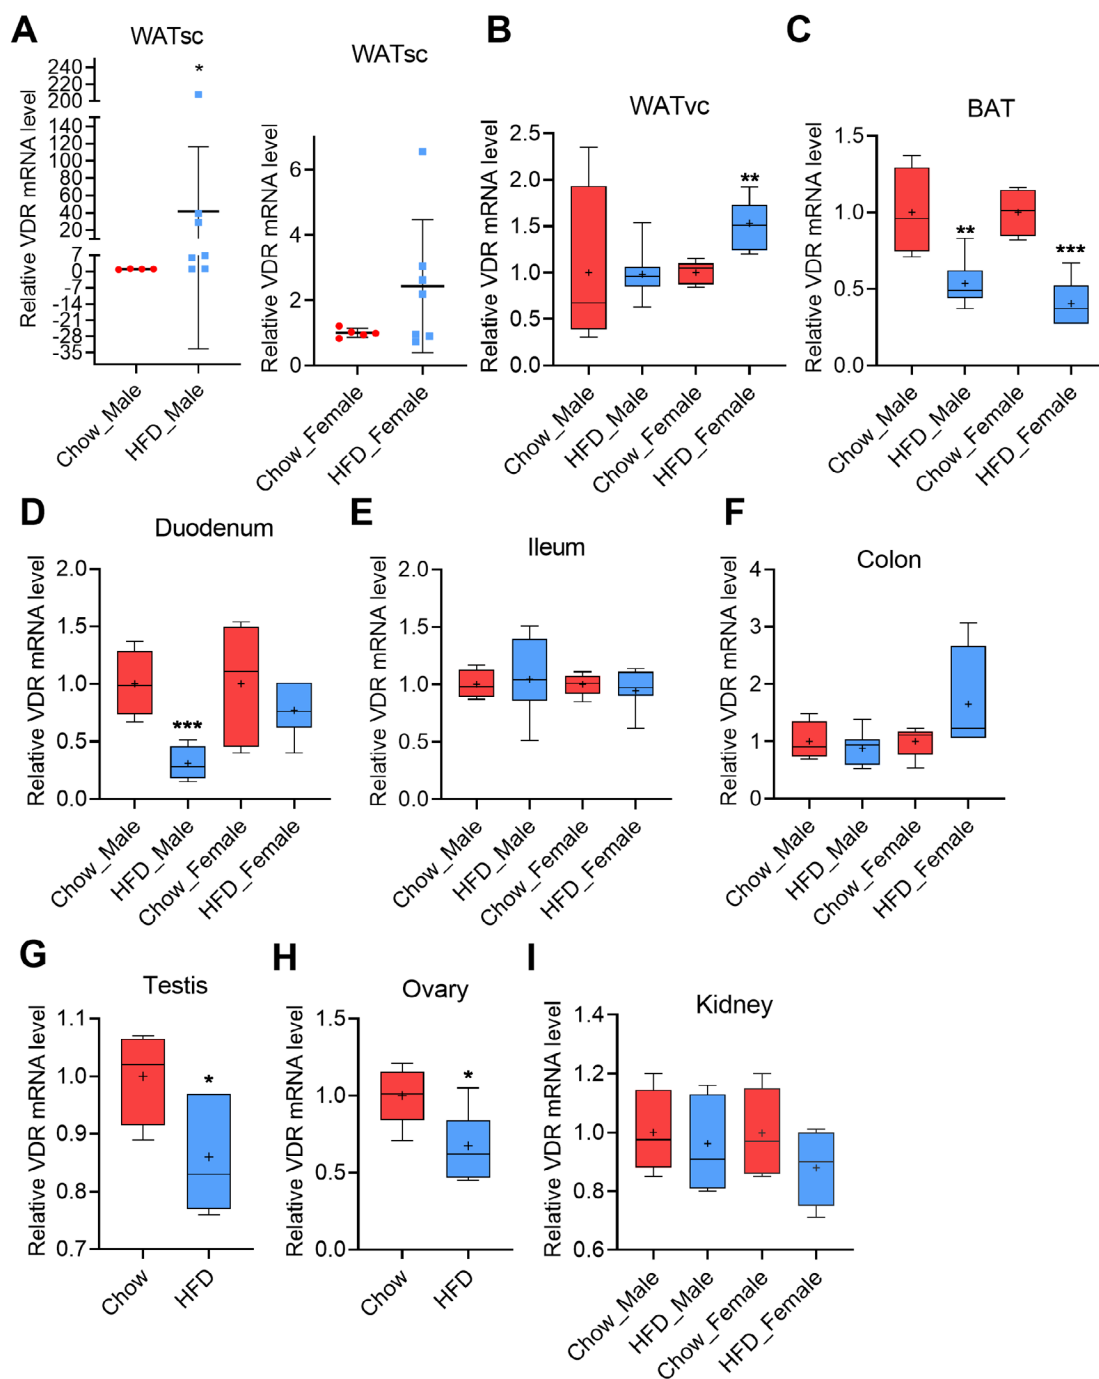 A
WATsc
*
Relative VDR mRNA level
240
220
200
140
120
100
80
60
40
20
7
0
-7
-14
-21
-28
-35
Chow_Male
HFD_Male
WATsc
Relative VDR mRNA level
6
4
2
0
Chow_Female
HFD_Female
B
WATvc
**
Relative VDR mRNA level
2.5
2.0
1.5
1.0
0.5
0.0
Chow_Male
HFD_Male
Chow_Female
HFD_Female
C
BAT
**
***
Relative VDR mRNA level
1.5
1.0
0.5
0.0
Chow_Male
HFD_Male
Chow_Female
HFD_Female
D
Duodenum
***
Relative VDR mRNA level
2.0
1.5
1.0
0.5
0.0
Chow_Male
HFD_Male
Chow_Female
HFD_Female
E
Ileum
Relative VDR mRNA level
2.0
1.5
1.0
0.5
0.0
Chow_Male
HFD_Male
Chow_Female
HFD_Female
F
Colon
Relative VDR mRNA level
4
3
2
1
0
Chow_Male
HFD_Male
Chow_Female
HFD_Female
G
Testis
*
Relative VDR mRNA level
1.1
1.0
0.9
0.8
0.7
Chow
HFD
H
Ovary
*
Relative VDR mRNA level
1.5
1.0
0.5
0.0
Chow
HFD
I
Kidney
Relative VDR mRNA level
1.4
1.2
1.0
0.8
0.6
Chow_Male
HFD_Male
Chow_Female
HFD_Female